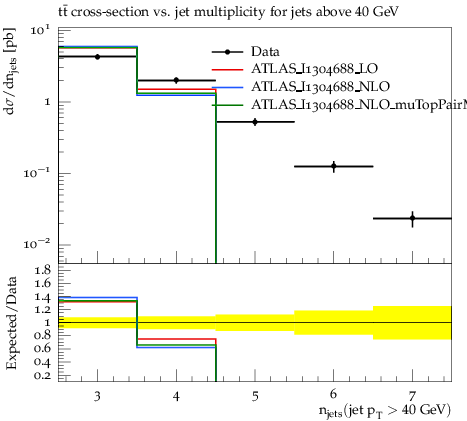 tt̄ cross-section vs. jet multiplicity for jets above 40 GeV
dσ/dn_jets [pb]
10¹
1
10⁻¹
10⁻²
Data
ATLAS_I1304688_LO
ATLAS_I1304688_NLO
ATLAS_I1304688_NLO_muTopPairM
Expected/Data
1.8
1.6
1.4
1.2
1
0.8
0.6
0.4
0.2
3 4 5 6 7
n_jets(jet p_T > 40 GeV)